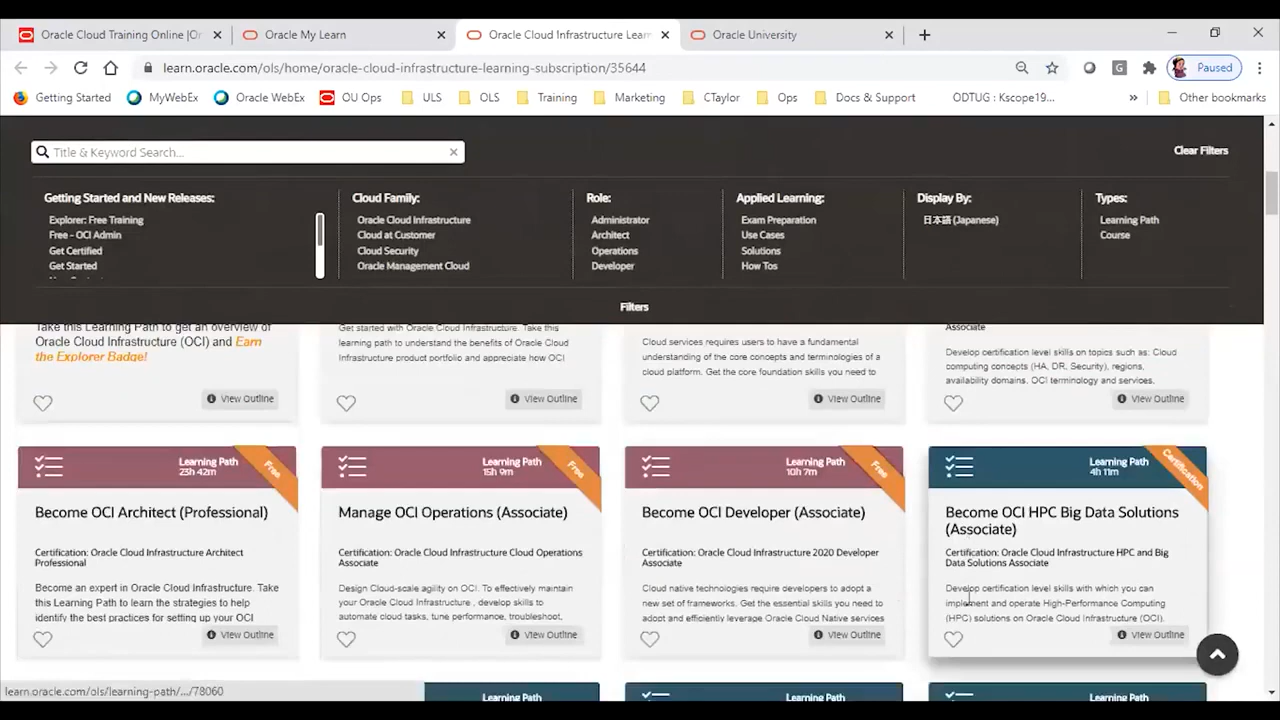 Oracle Cloud Training Online |Or
Oracle My Learn
Oracle Cloud Infrastructure Lear
Oracle University
learn.oracle.com/ols/home/oracle-cloud-infrastructure-learning-subscription/35644
Paused
Getting Started
MyWebEx
Oracle WebEx
OU Ops
ULS
OLS
Training
Marketing
CTaylor
Ops
Docs & Support
ODTUG : Kscope19...
Other bookmarks
Title & Keyword Search...
Clear Filters
Getting Started and New Releases:
Explorer: Free Training
Free - OCI Admin
Get Certified
Get Started
Cloud Family:
Oracle Cloud Infrastructure
Cloud at Customer
Cloud Security
Oracle Management Cloud
Role:
Administrator
Architect
Operations
Developer
Applied Learning:
Exam Preparation
Use Cases
Solutions
How Tos
Display By:
日本語 (Japanese)
Types:
Learning Path
Course
Filters
Take this Learning Path to get an overview of
Oracle Cloud Infrastructure (OCI) and Earn
the Explorer Badge!
View Outline
Get started with Oracle Cloud Infrastructure. Take this
learning path to understand the benefits of Oracle Cloud
Infrastructure product portfolio and appreciate how OCI
View Outline
Cloud services requires users to have a fundamental
understanding of the core concepts and terminologies of a
cloud platform. Get the core foundation skills you need to
View Outline
Associate
Develop certification level skills on topics such as: Cloud
computing concepts (HA, DR, Security), regions,
availability domains, OCI terminology and services.
View Outline
Learning Path
23h 42m
Free
Become OCI Architect (Professional)
Certification: Oracle Cloud Infrastructure Architect
Professional
Become an expert in Oracle Cloud Infrastructure. Take
this Learning Path to learn the strategies to help
identify the best practices for setting up your OCI
View Outline
Learning Path
15h 9m
Free
Manage OCI Operations (Associate)
Certification: Oracle Cloud Infrastructure Cloud Operations
Associate
Design Cloud-scale agility on OCI. To effectively maintain
your Oracle Cloud Infrastructure , develop skills to
automate cloud tasks, tune performance, troubleshoot,
View Outline
Learning Path
10h 7m
Free
Become OCI Developer (Associate)
Certification: Oracle Cloud Infrastructure 2020 Developer
Associate
Cloud native technologies require developers to adopt a
new set of frameworks. Get the essential skills you need to
adopt and efficiently leverage Oracle Cloud Native services
View Outline
Learning Path
4h 11m
Certification
Become OCI HPC Big Data Solutions
(Associate)
Certification: Oracle Cloud Infrastructure HPC and Big
Data Solutions Associate
Develop certification level skills with which you can
implement and operate High-Performance Computing
(HPC) solutions on Oracle Cloud Infrastructure (OCI).
View Outline
learn.oracle.com/ols/learning-path/.../78060
Learning Path
Learning Path
Learning Path